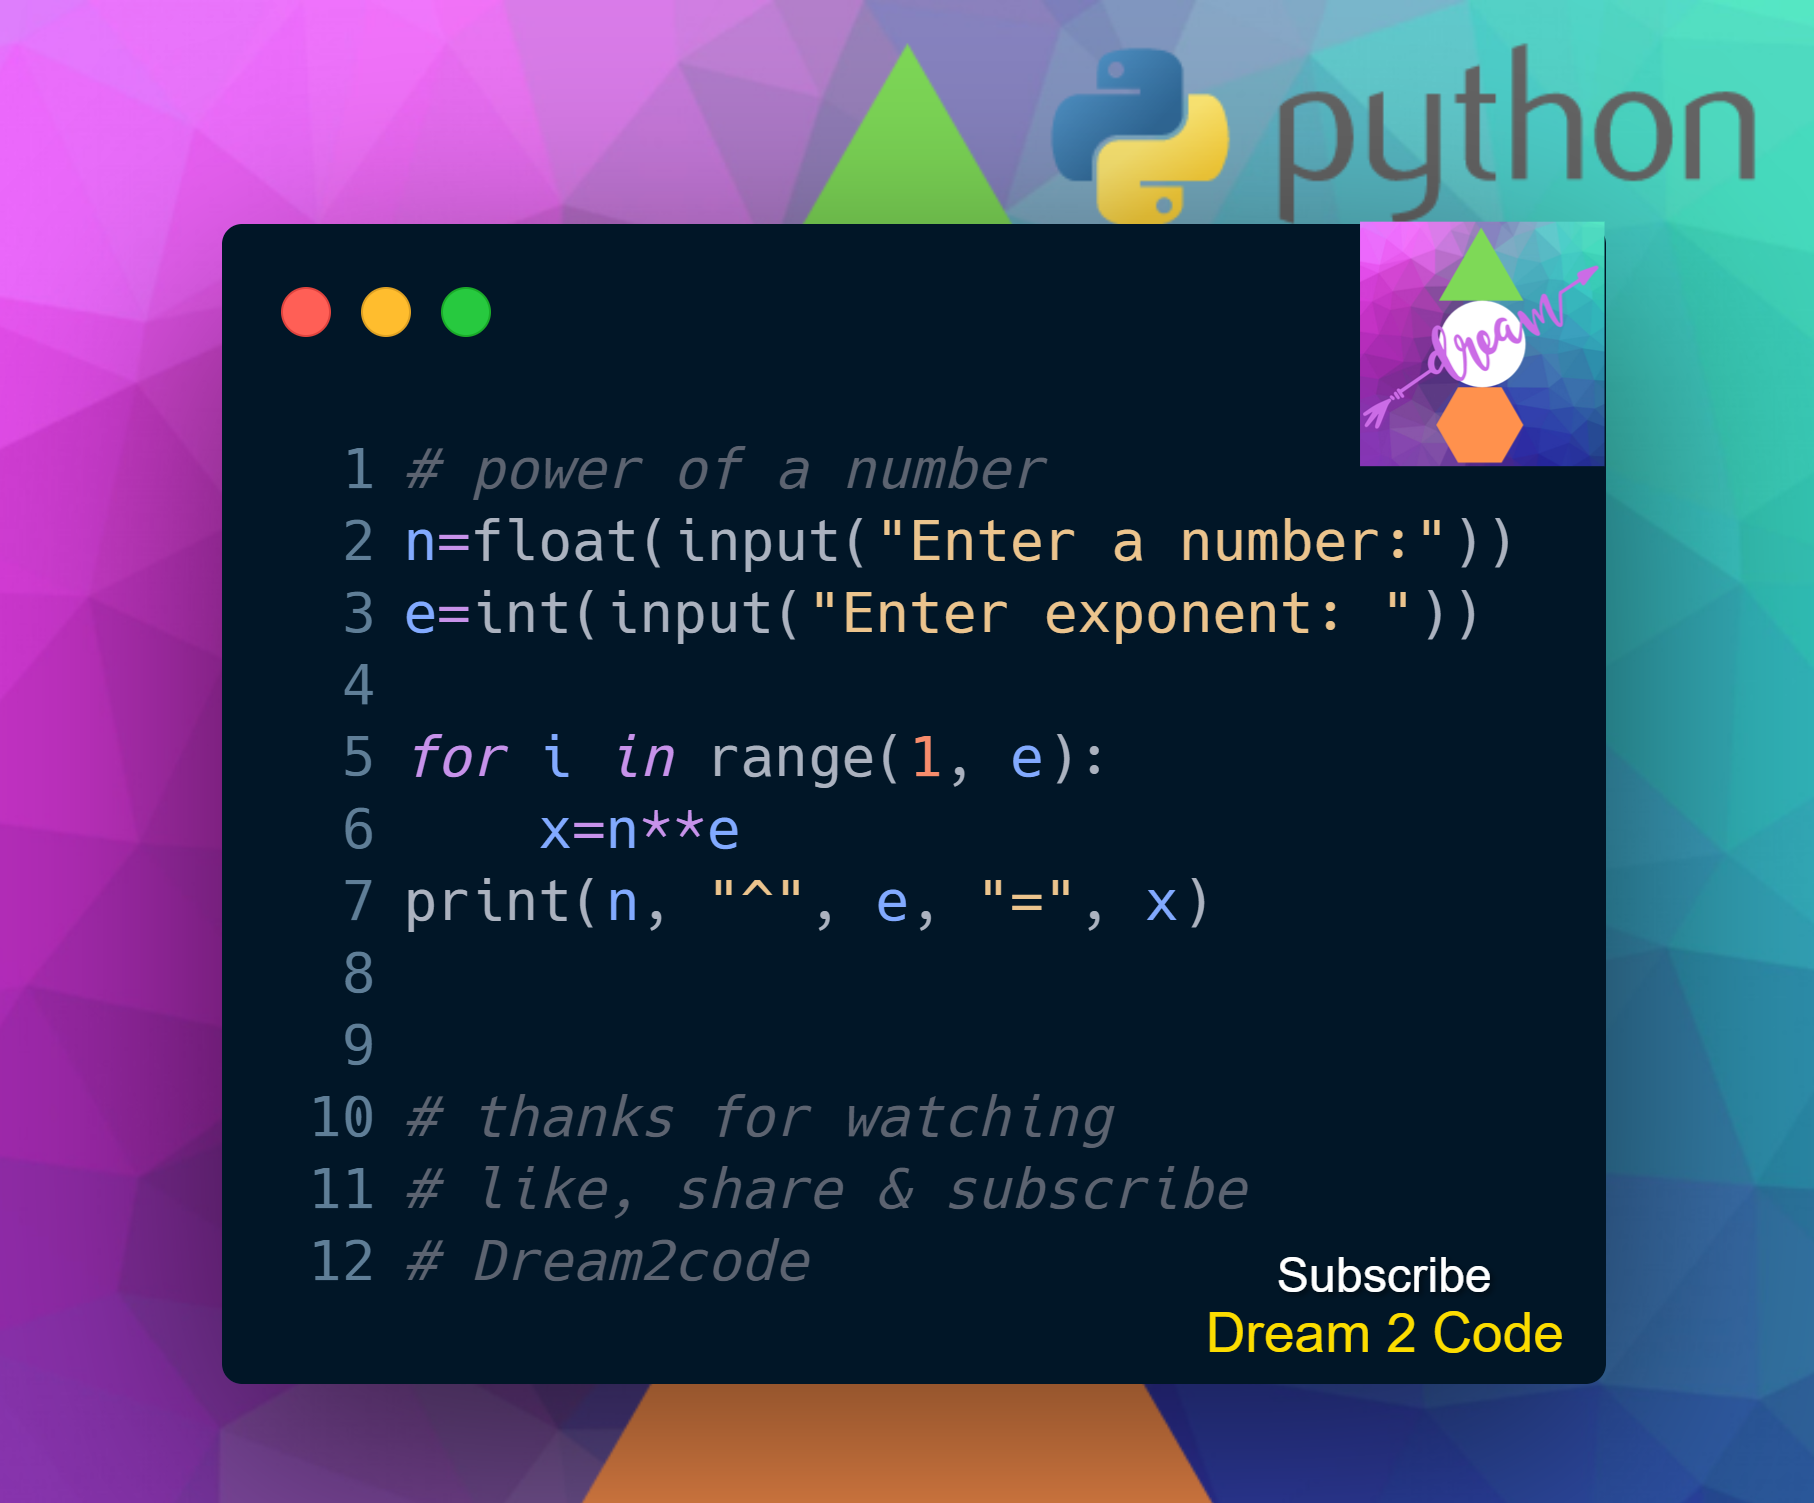 python
dream
1 # power of a number
2 n=float(input("Enter a number:"))
3 e=int(input("Enter exponent: "))
4
5 for i in range(1, e):
6     x=n**e
7 print(n, "^", e, "=", x)
8
9
10 # thanks for watching
11 # like, share & subscribe
12 # Dream2code
Subscribe
Dream 2 Code